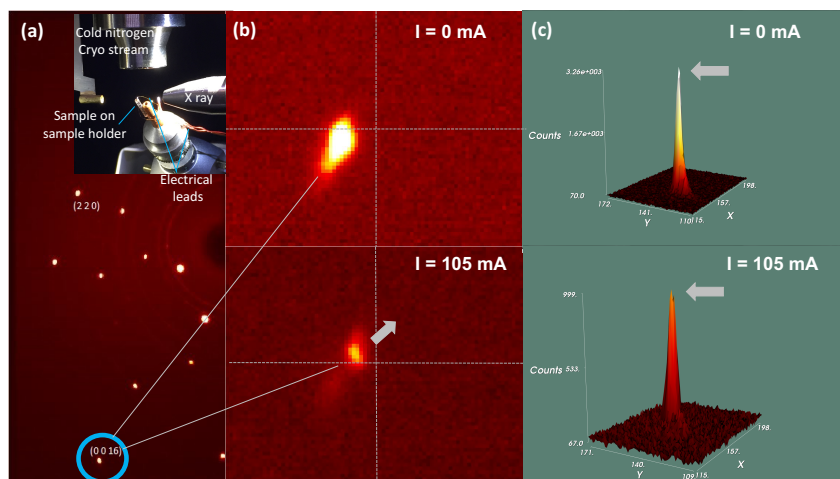 (a)
Cold nitrogen
Cryo stream
X ray
Sample on
sample holder
Electrical
leads
(2 2 0)
(0 0 16)
(b)
I = 0 mA
I = 105 mA
(c)
I = 0 mA
3.26e+003
Counts
1.67e+003
70.0
172.
141.
Y
110.
115.
157.
X
198.
I = 105 mA
999.
Counts
533.
67.0
171.
140.
Y
109.
115.
157.
X
198.